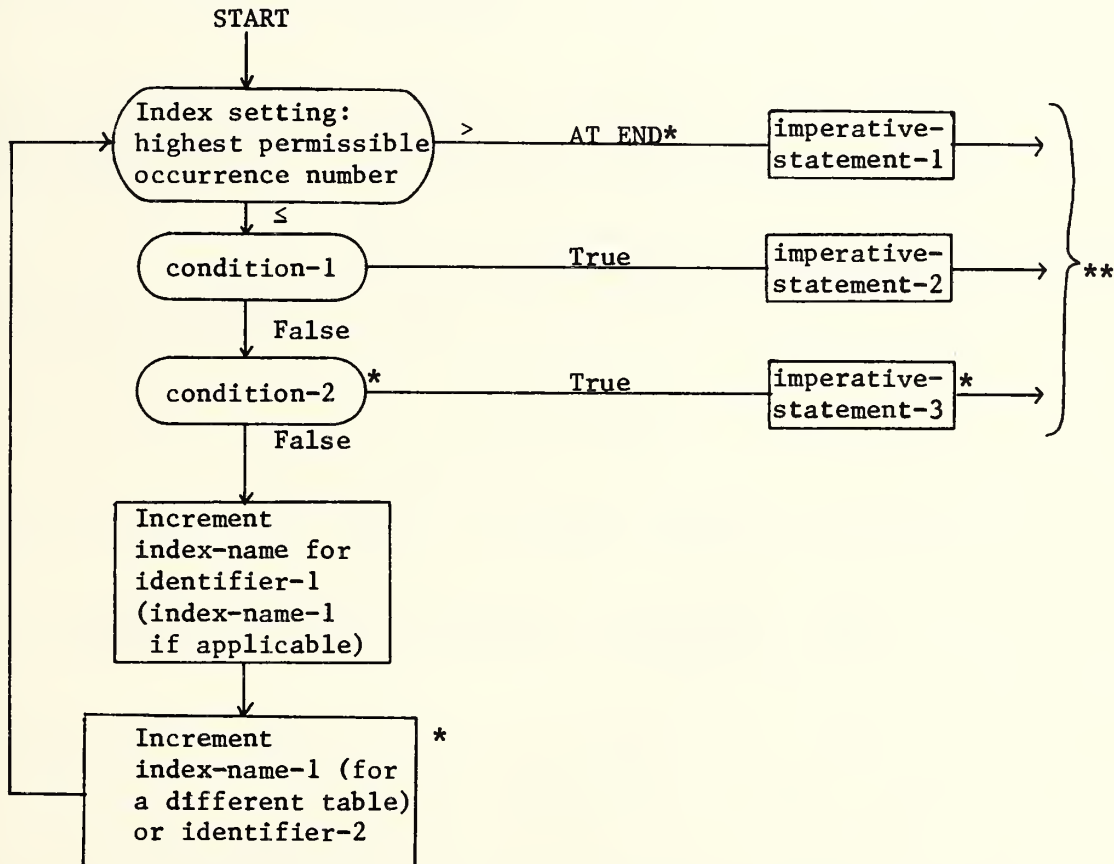 START
Index setting:
highest permissible
occurrence number
>
AT END*
imperative-
statement-1
≤
condition-1
True
imperative-
statement-2
**
False
condition-2
*
True
imperative-
statement-3
*
False
Increment
index-name for
identifier-1
(index-name-1
if applicable)
Increment
index-name-1 (for
a different table)
or identifier-2
*